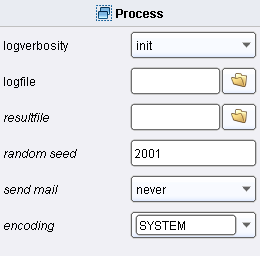 Process
logverbosity init
logfile
resultfile
random seed 2001
send mail never
encoding SYSTEM